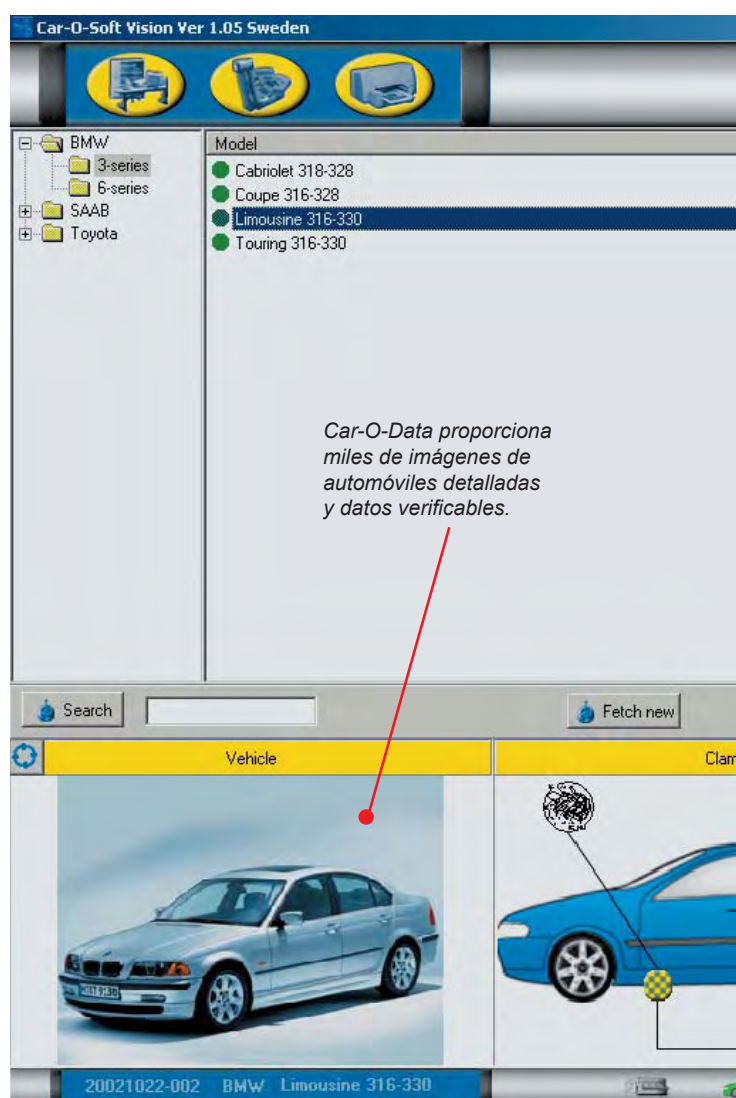 Car-O-Soft Vision Ver 1.05 Sweden
BMW
3-series
6-series
SAAB
Toyota
Model
Cabriolet 318-328
Coupe 316-328
Limousine 316-330
Touring 316-330
Car-O-Data proporciona
miles de imágenes de
automóviles detalladas
y datos verificables.
Search
Fetch new
Vehicle
Clam
20021022-002 BMW Limousine 316-330